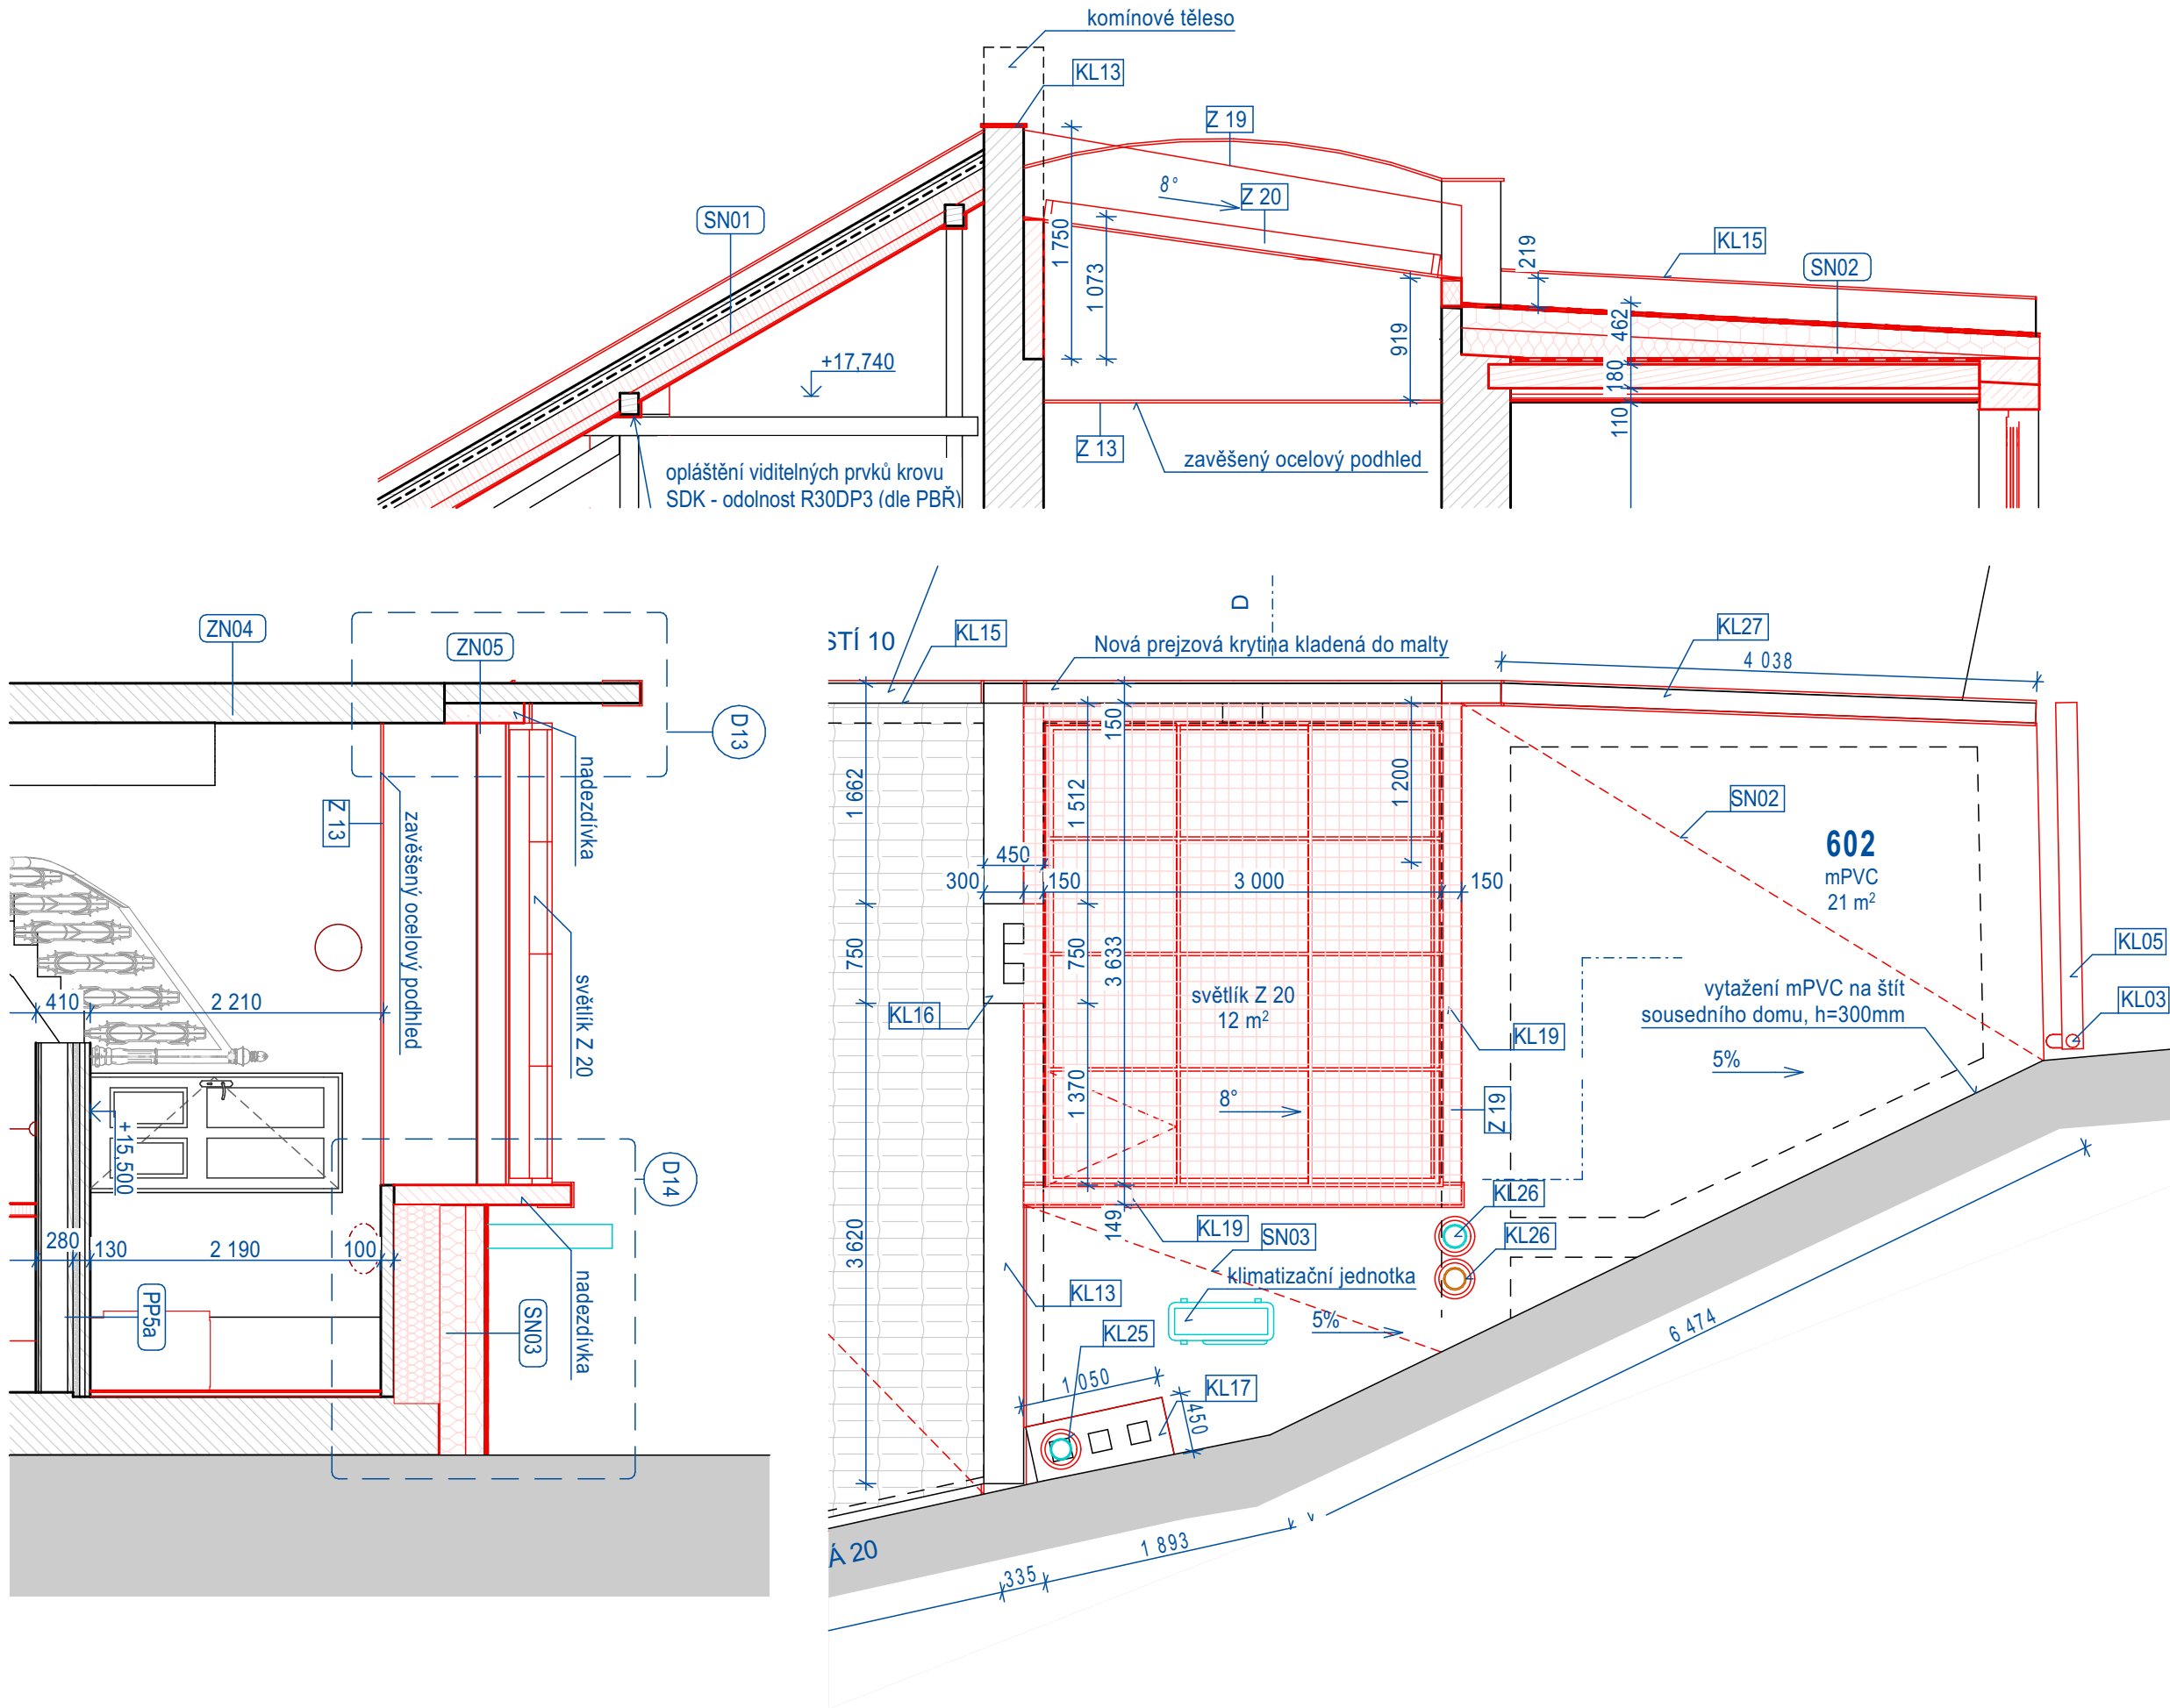 komínové těleso
KL13
Z 19
8°
Z 20
SN01
1 750
1 073
219
KL15
SN02
919
462
180
110
+17,740
Z 13
zavěšený ocelový podhled
opláštění viditelných prvků krovu
SDK - odolnost R30DP3 (dle PBŘ)
ZN04
ZN05
D13
nadezdívka
Z 13
zavěšený ocelový podhled
světlík Z 20
410
2 210
+15,500
D14
280
130
2 190
100
PP5a
SN03
nadezdívka
STÍ 10
KL15
D
Nová prejzová krytina kladená do malty
KL27
4 038
150
1 662
1 512
1 200
SN02
602
mPVC
21 m²
450
300
150
3 000
150
750
750
3 633
KL16
světlík Z 20
12 m²
KL19
KL05
KL03
vytažení mPVC na štít
sousedního domu, h=300mm
5%
1 370
8°
Z 19
149
3 620
KL19
SN03
KL26
KL26
klimatizační jednotka
KL13
5%
KL25
1 050
KL17
450
6 474
1 893
335
Á 20